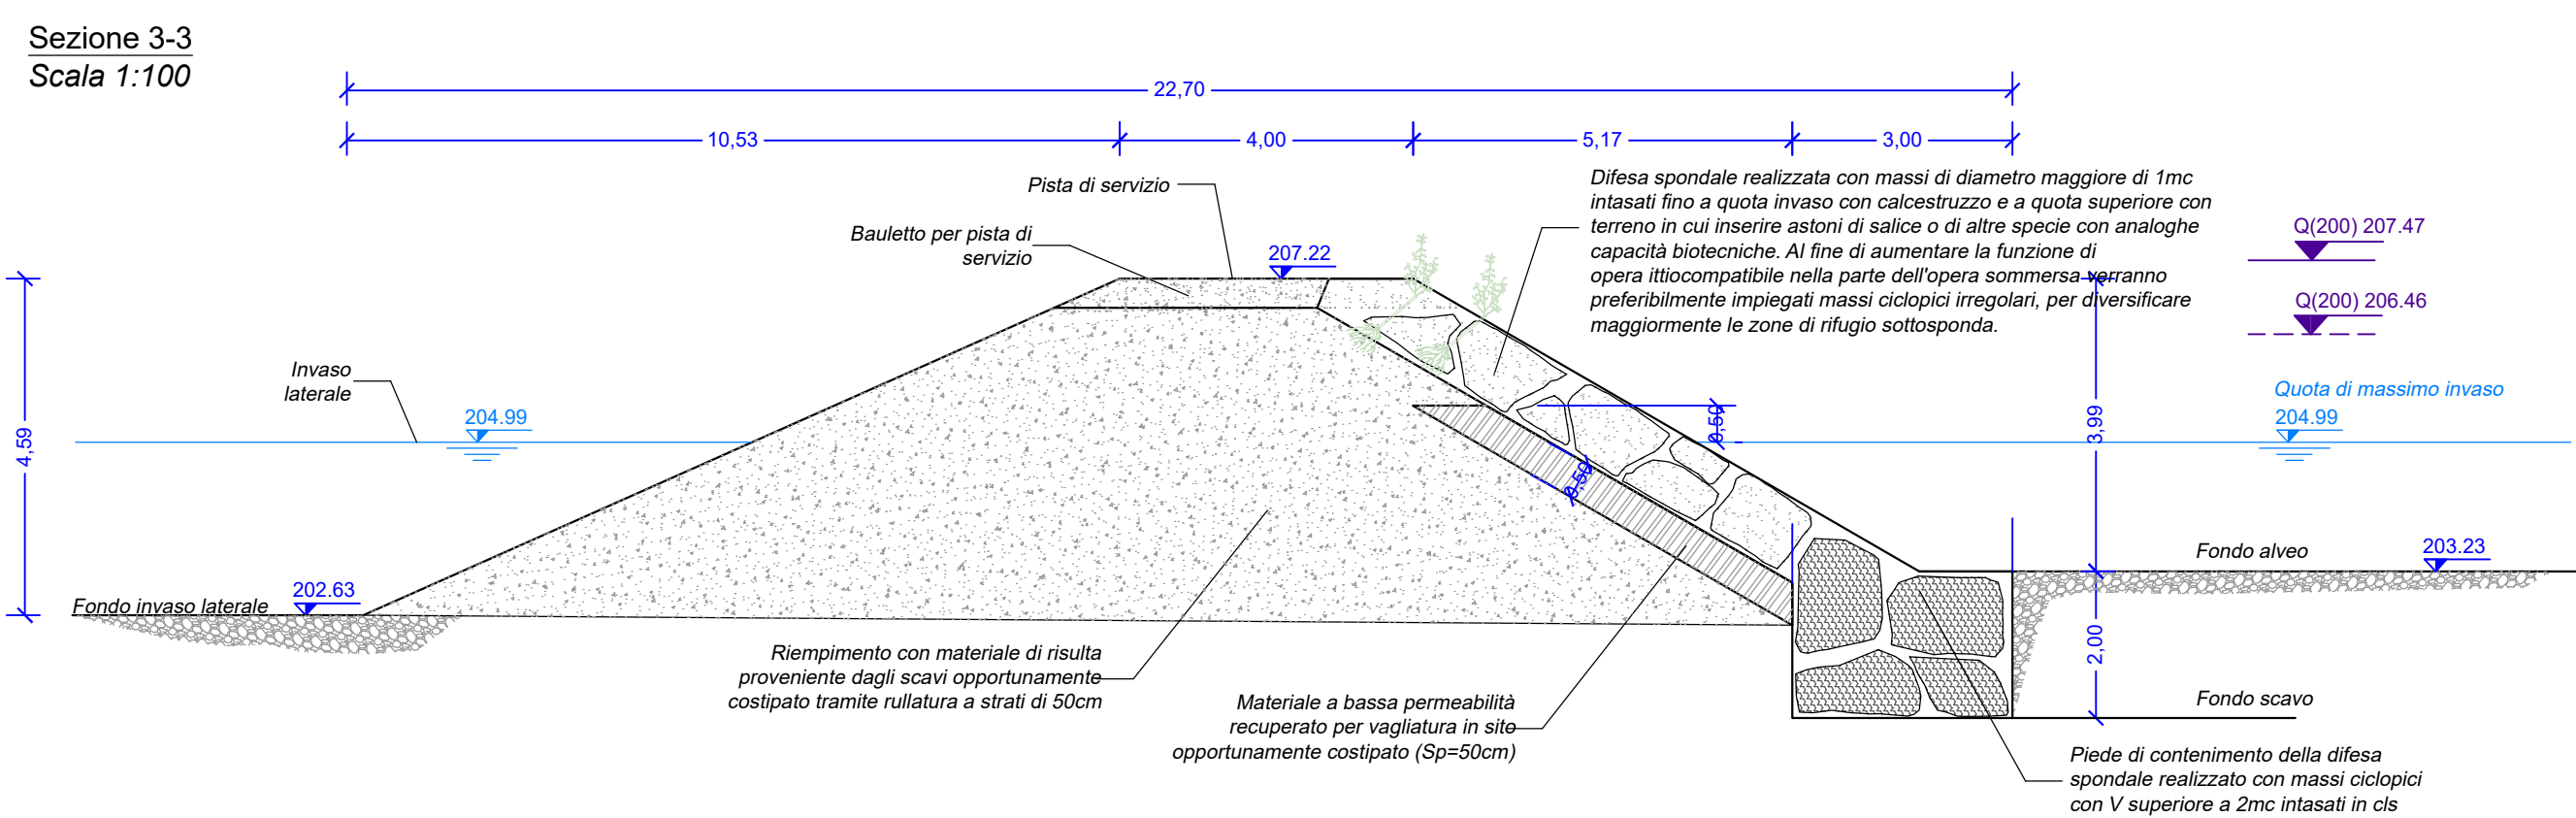 Sezione 3-3
Scala 1:100
22,70
10,53
4,00
5,17
3,00
Pista di servizio
Bauletto per pista di
servizio
207.22
Difesa spondale realizzata con massi di diametro maggiore di 1mc
intasati fino a quota invaso con calcestruzzo e a quota superiore con
terreno in cui inserire astoni di salice o di altre specie con analoghe
capacità biotecniche. Al fine di aumentare la funzione di
opera ittiocompatibile nella parte dell'opera sommersa verranno
preferibilmente impiegati massi ciclopici irregolari, per diversificare
maggiormente le zone di rifugio sottosponda.
Q(200) 207.47
Q(200) 206.46
Quota di massimo invaso
204.99
Invaso
laterale
204.99
4,59
0,50
0,50
3,99
Fondo alveo
203.23
Fondo invaso laterale
202.63
2,00
Riempimento con materiale di risulta
proveniente dagli scavi opportunamente
costipato tramite rullatura a strati di 50cm
Materiale a bassa permeabilità
recuperato per vagliatura in sito
opportunamente costipato (Sp=50cm)
Fondo scavo
Piede di contenimento della difesa
spondale realizzato con massi ciclopici
con V superiore a 2mc intasati in cls